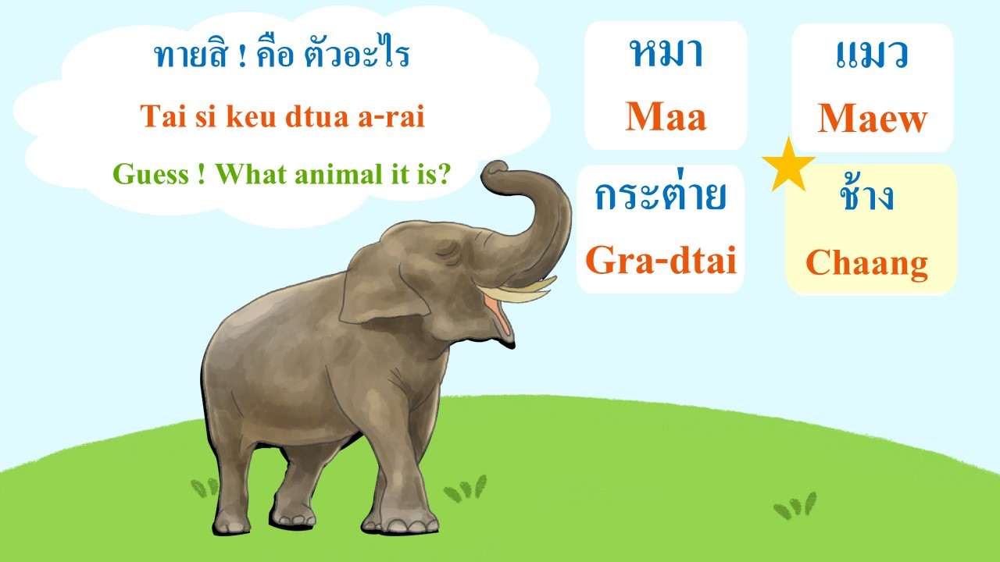 ทายสิ ! คือ ตัวอะไร
Tai si keu dtua a-rai
Guess ! What animal it is?
หมา
Maa
แมว
Maew
กระต่าย
Gra-dtai
ช้าง
Chaang